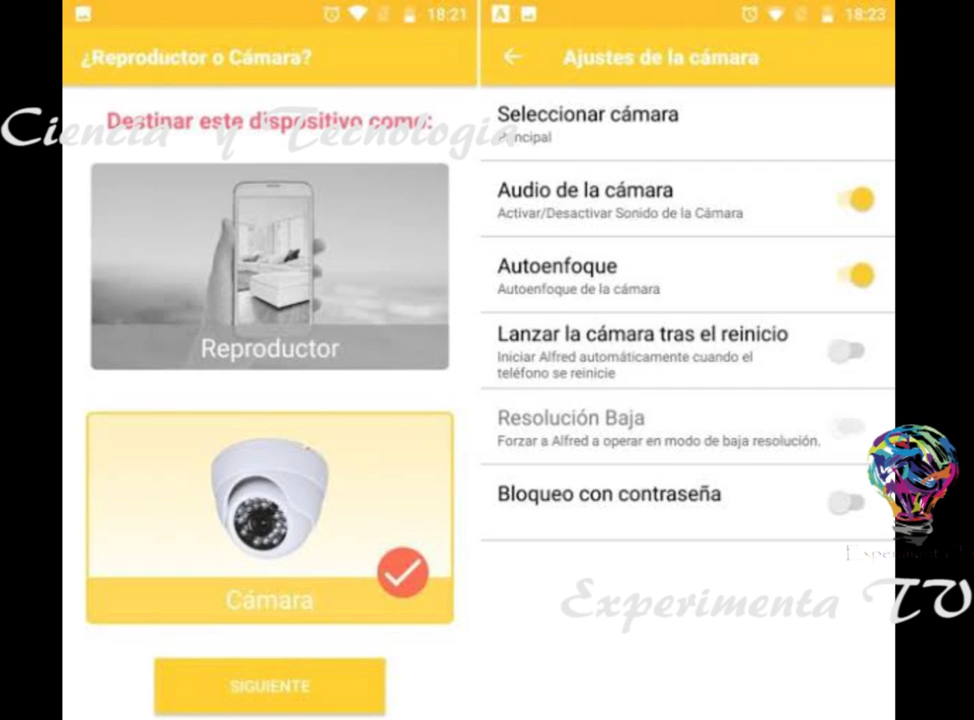 18:21
¿Reproductor o Cámara?
Destinar este dispositivo como:
Ciencia y Tecnología
Reproductor
Cámara
SIGUIENTE
A
18:23
Ajustes de la cámara
Seleccionar cámara
Principal
Audio de la cámara
Activar/Desactivar Sonido de la Cámara
Autoenfoque
Autoenfoque de la cámara
Lanzar la cámara tras el reinicio
Iniciar Alfred automáticamente cuando el
teléfono se reinicie
Resolución Baja
Forzar a Alfred a operar en modo de baja resolución.
Bloqueo con contraseña
Experimenta TV